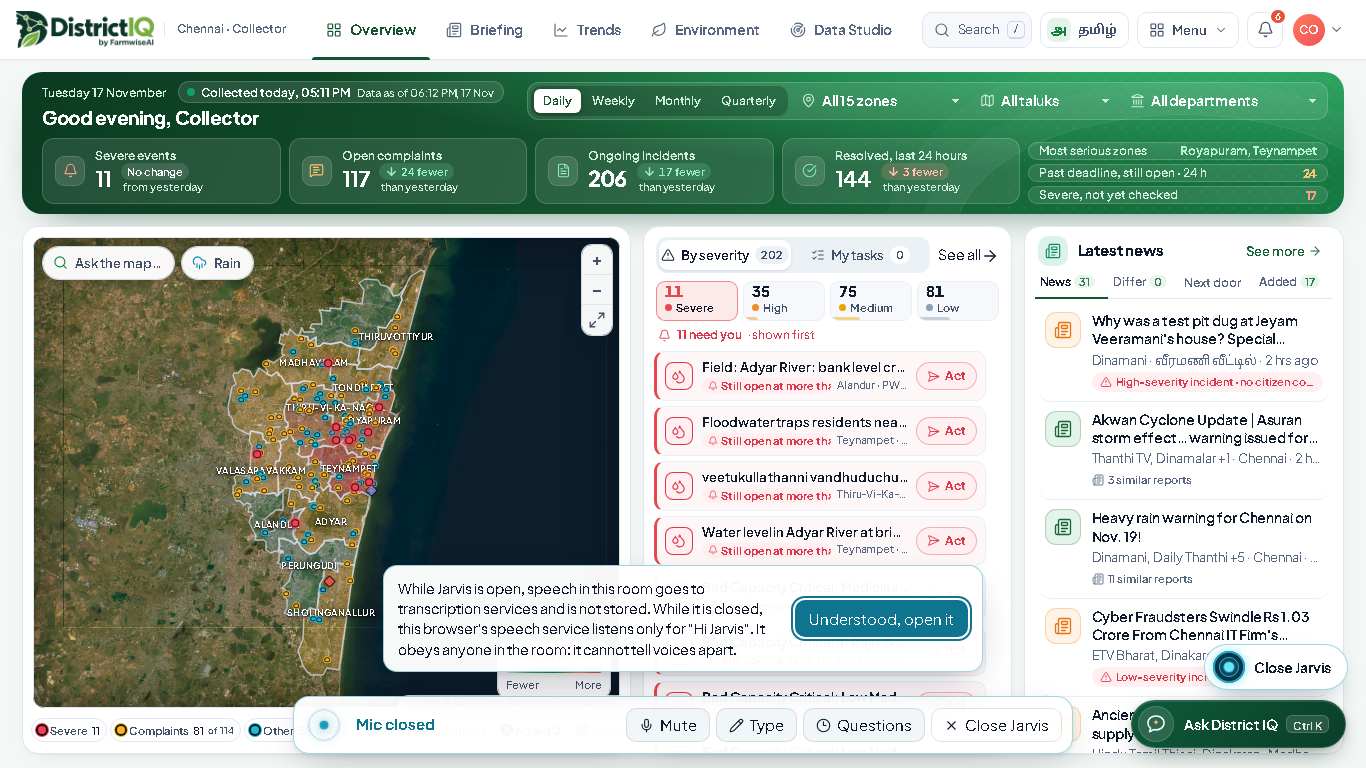 DistrictIQ
by FarmwiseAI
Chennai · Collector
Overview
Briefing
Trends
Environment
Data Studio
Search /
அ தமிழ்
Menu
6
CO
Tuesday 17 November
Collected today, 05:11 PM Data as of 06:12 PM, 17 Nov
Good evening, Collector
Daily
Weekly
Monthly
Quarterly
All 15 zones
All taluks
All departments
Severe events
11 No change
from yesterday
Open complaints
117 ↓ 24 fewer
than yesterday
Ongoing incidents
206 ↓ 17 fewer
than yesterday
Resolved, last 24 hours
144 ↓ 3 fewer
than yesterday
Most serious zones Royapuram, Teynampet
Past deadline, still open · 24 h 24
Severe, not yet checked 17
Ask the map...
Rain
+
−
THIRUVOTTIYUR
VALASARAVAKKAM
TEYNAMPET
ADYAR
PERUNGUDI
SHOLINGANALLUR
Fewer More
Severe 11
Complaints 81 of 114
By severity 202
My tasks 0
See all →
11
Severe
35
High
75
Medium
81
Low
11 need you · shown first
Field: Adyar River: bank level cr...
Still open at more tha
Alandur · PW...
Act
Floodwater traps residents nea...
Still open at more tha
Teynampet · ...
Act
veetukulla thanni vandhuduchu...
Still open at more tha
Thiru-Vi-Ka-...
Act
Water level in Adyar River at bri...
Still open at more tha
Teynampet · ...
Act
Latest news
See more →
News 31
Differ 0
Next door
Added 17
Why was a test pit dug at Jeyam
Veeramani's house? Special...
Dinamani · வீரமணி வீட்டில் · 2 hrs ago
High-severity incident · no citizen co...
Akwan Cyclone Update | Asuran
storm effect... warning issued for...
Thanthi TV, Dinamalar +1 · Chennai · 2 h...
3 similar reports
Heavy rain warning for Chennai on
Nov. 19!
Dinamani, Daily Thanthi +5 · Chennai · ...
11 similar reports
Cyber Fraudsters Swindle Rs 1.03
Crore From Chennai IT Firm's...
ETV Bharat,
While Jarvis is open, speech in this room goes to
transcription services and is not stored. While it is closed,
this browser's speech service listens only for "Hi Jarvis". It
obeys anyone in the room: it cannot tell voices apart.
Understood, open it
Close Jarvis
Mic closed
Mute
Type
Questions
× Close Jarvis
Ask District IQ Ctrl K